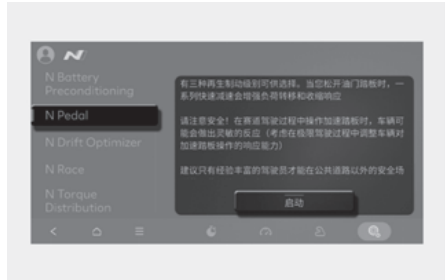 N
N Battery
Preconditioning
N Pedal
N Drift Optimizer
N Race
N Torque
Distribution
有三种再生制动级别可供选择。当您松开油门踏板时，一
系列快速减速会增强负荷转移和收缩响应
请注意安全！在赛道驾驶过程中操作加速踏板时，车辆可
能会做出灵敏的反应（考虑在极限驾驶过程中调整车辆对
加速踏板操作的响应能力）
建议只有经验丰富的驾驶员才能在公共道路以外的安全场
启动